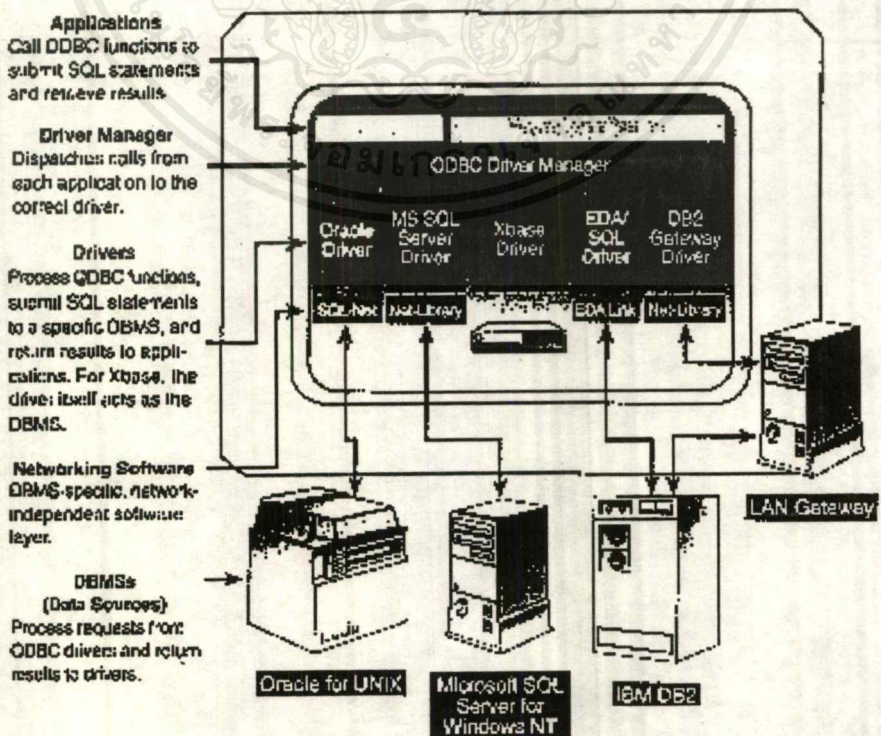 Applications
Call ODBC functions to
submit SQL statements
and retrieve results
Driver Manager
Dispatches calls from
each application to the
correct driver.
Drivers
Process ODBC functions,
submit SQL statements
to a specific DBMS, and
return results to appli-
cations. For Xbase, the
driver itself acts as the
DBMS.
Networking Software
DBMS-specific, network-
independent software
layer.
DBMSs
(Data Sources)
Process requests from
ODBC drivers and return
results to drivers.
ODBC Driver Manager
Oracle
Driver
MS SQL
Server
Driver
Xbase
Driver
EDA/
SQL
Driver
DB2
Gateway
Driver
SQL*Net
Net-Library
EDA Link
Net-Library
LAN Gateway
Oracle for UNIX
Microsoft SQL
Server for
Windows NT
IBM DB2